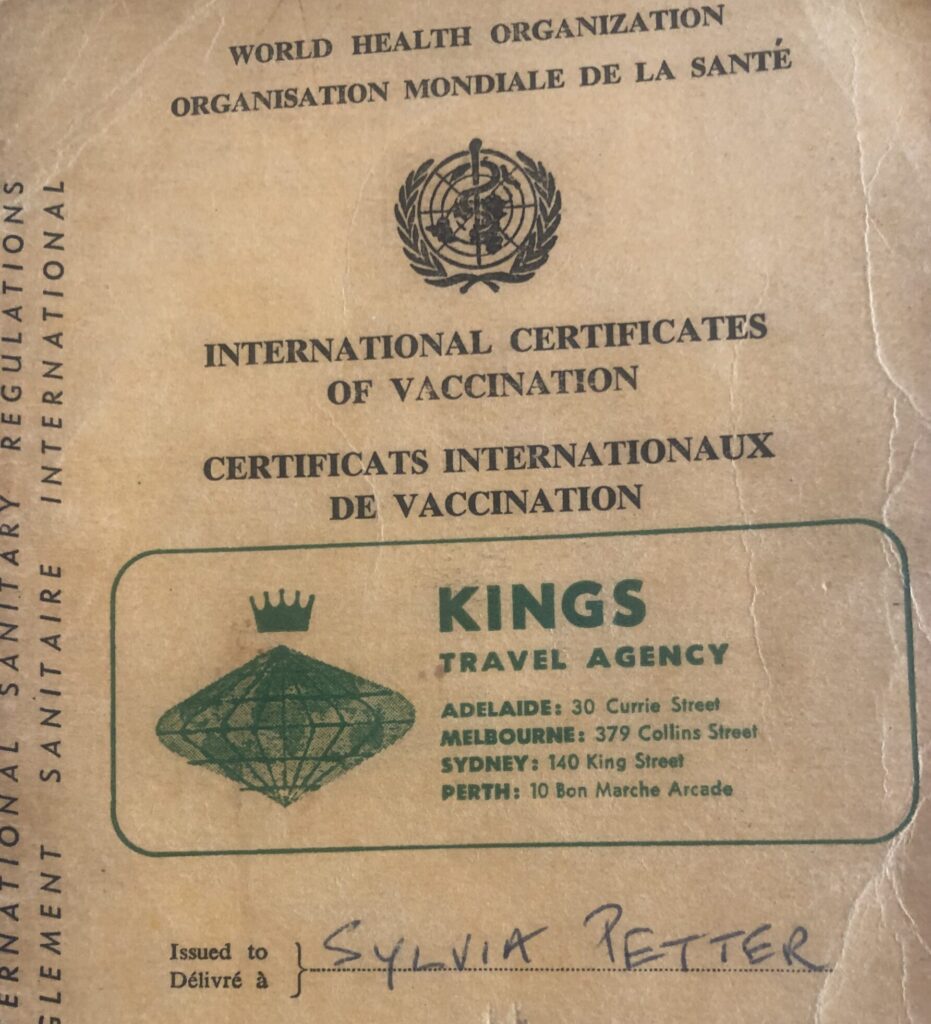 WORLD HEALTH ORGANIZATION
ORGANISATION MONDIALE DE LA SANTÉ
INTERNATIONAL CERTIFICATES
OF VACCINATION
CERTIFICATS INTERNATIONAUX
DE VACCINATION
KINGS
TRAVEL AGENCY
ADELAIDE: 30 Currie Street
MELBOURNE: 379 Collins Street
SYDNEY: 140 King Street
PERTH: 10 Bon Marche Arcade
Issued to
Délivré à
SYLVIA PETTER
ERNATIONAL SANITARY REGULATIONS
GLEMENT SANITAIRE INTERNATIONAL